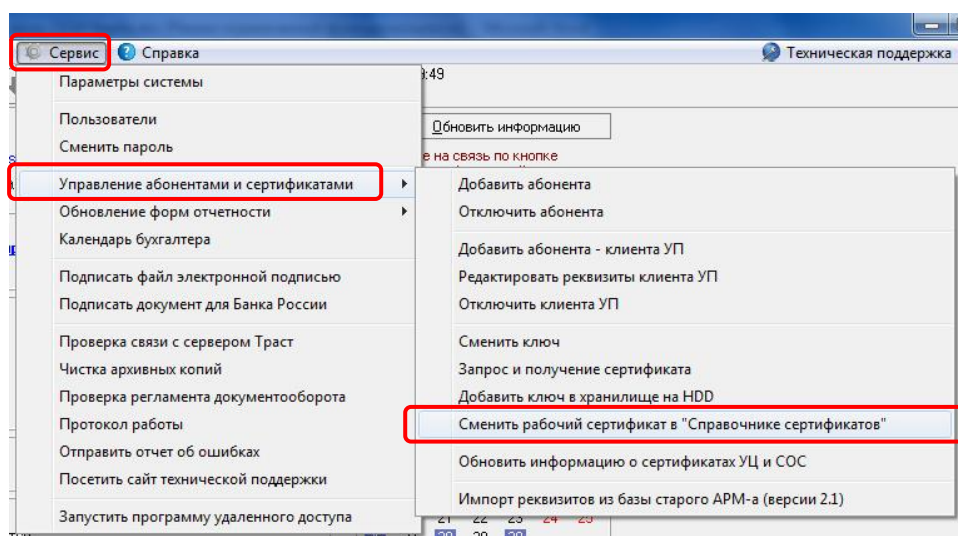 Сервис Справка Техническая поддержка
:49
Параметры системы
Обновить информацию
Пользователи
Сменить пароль
е на связь по кнопке
Управление абонентами и сертификатами
Обновление форм отчетности
Календарь бухгалтера
Подписать файл электронной подписью
Подписать документ для Банка России
Проверка связи с сервером Траст
Чистка архивных копий
Проверка регламента документооборота
Протокол работы
Отправить отчет об ошибках
Посетить сайт технической поддержки
Запустить программу удаленного доступа
Добавить абонента
Отключить абонента
Добавить абонента - клиента УП
Редактировать реквизиты клиента УП
Отключить клиента УП
Сменить ключ
Запрос и получение сертификата
Добавить ключ в хранилище на HDD
Сменить рабочий сертификат в "Справочнике сертификатов"
Обновить информацию о сертификатах УЦ и СОС
Импорт реквизитов из базы старого АРМ-а (версии 2.1)
21 22 23 24 25